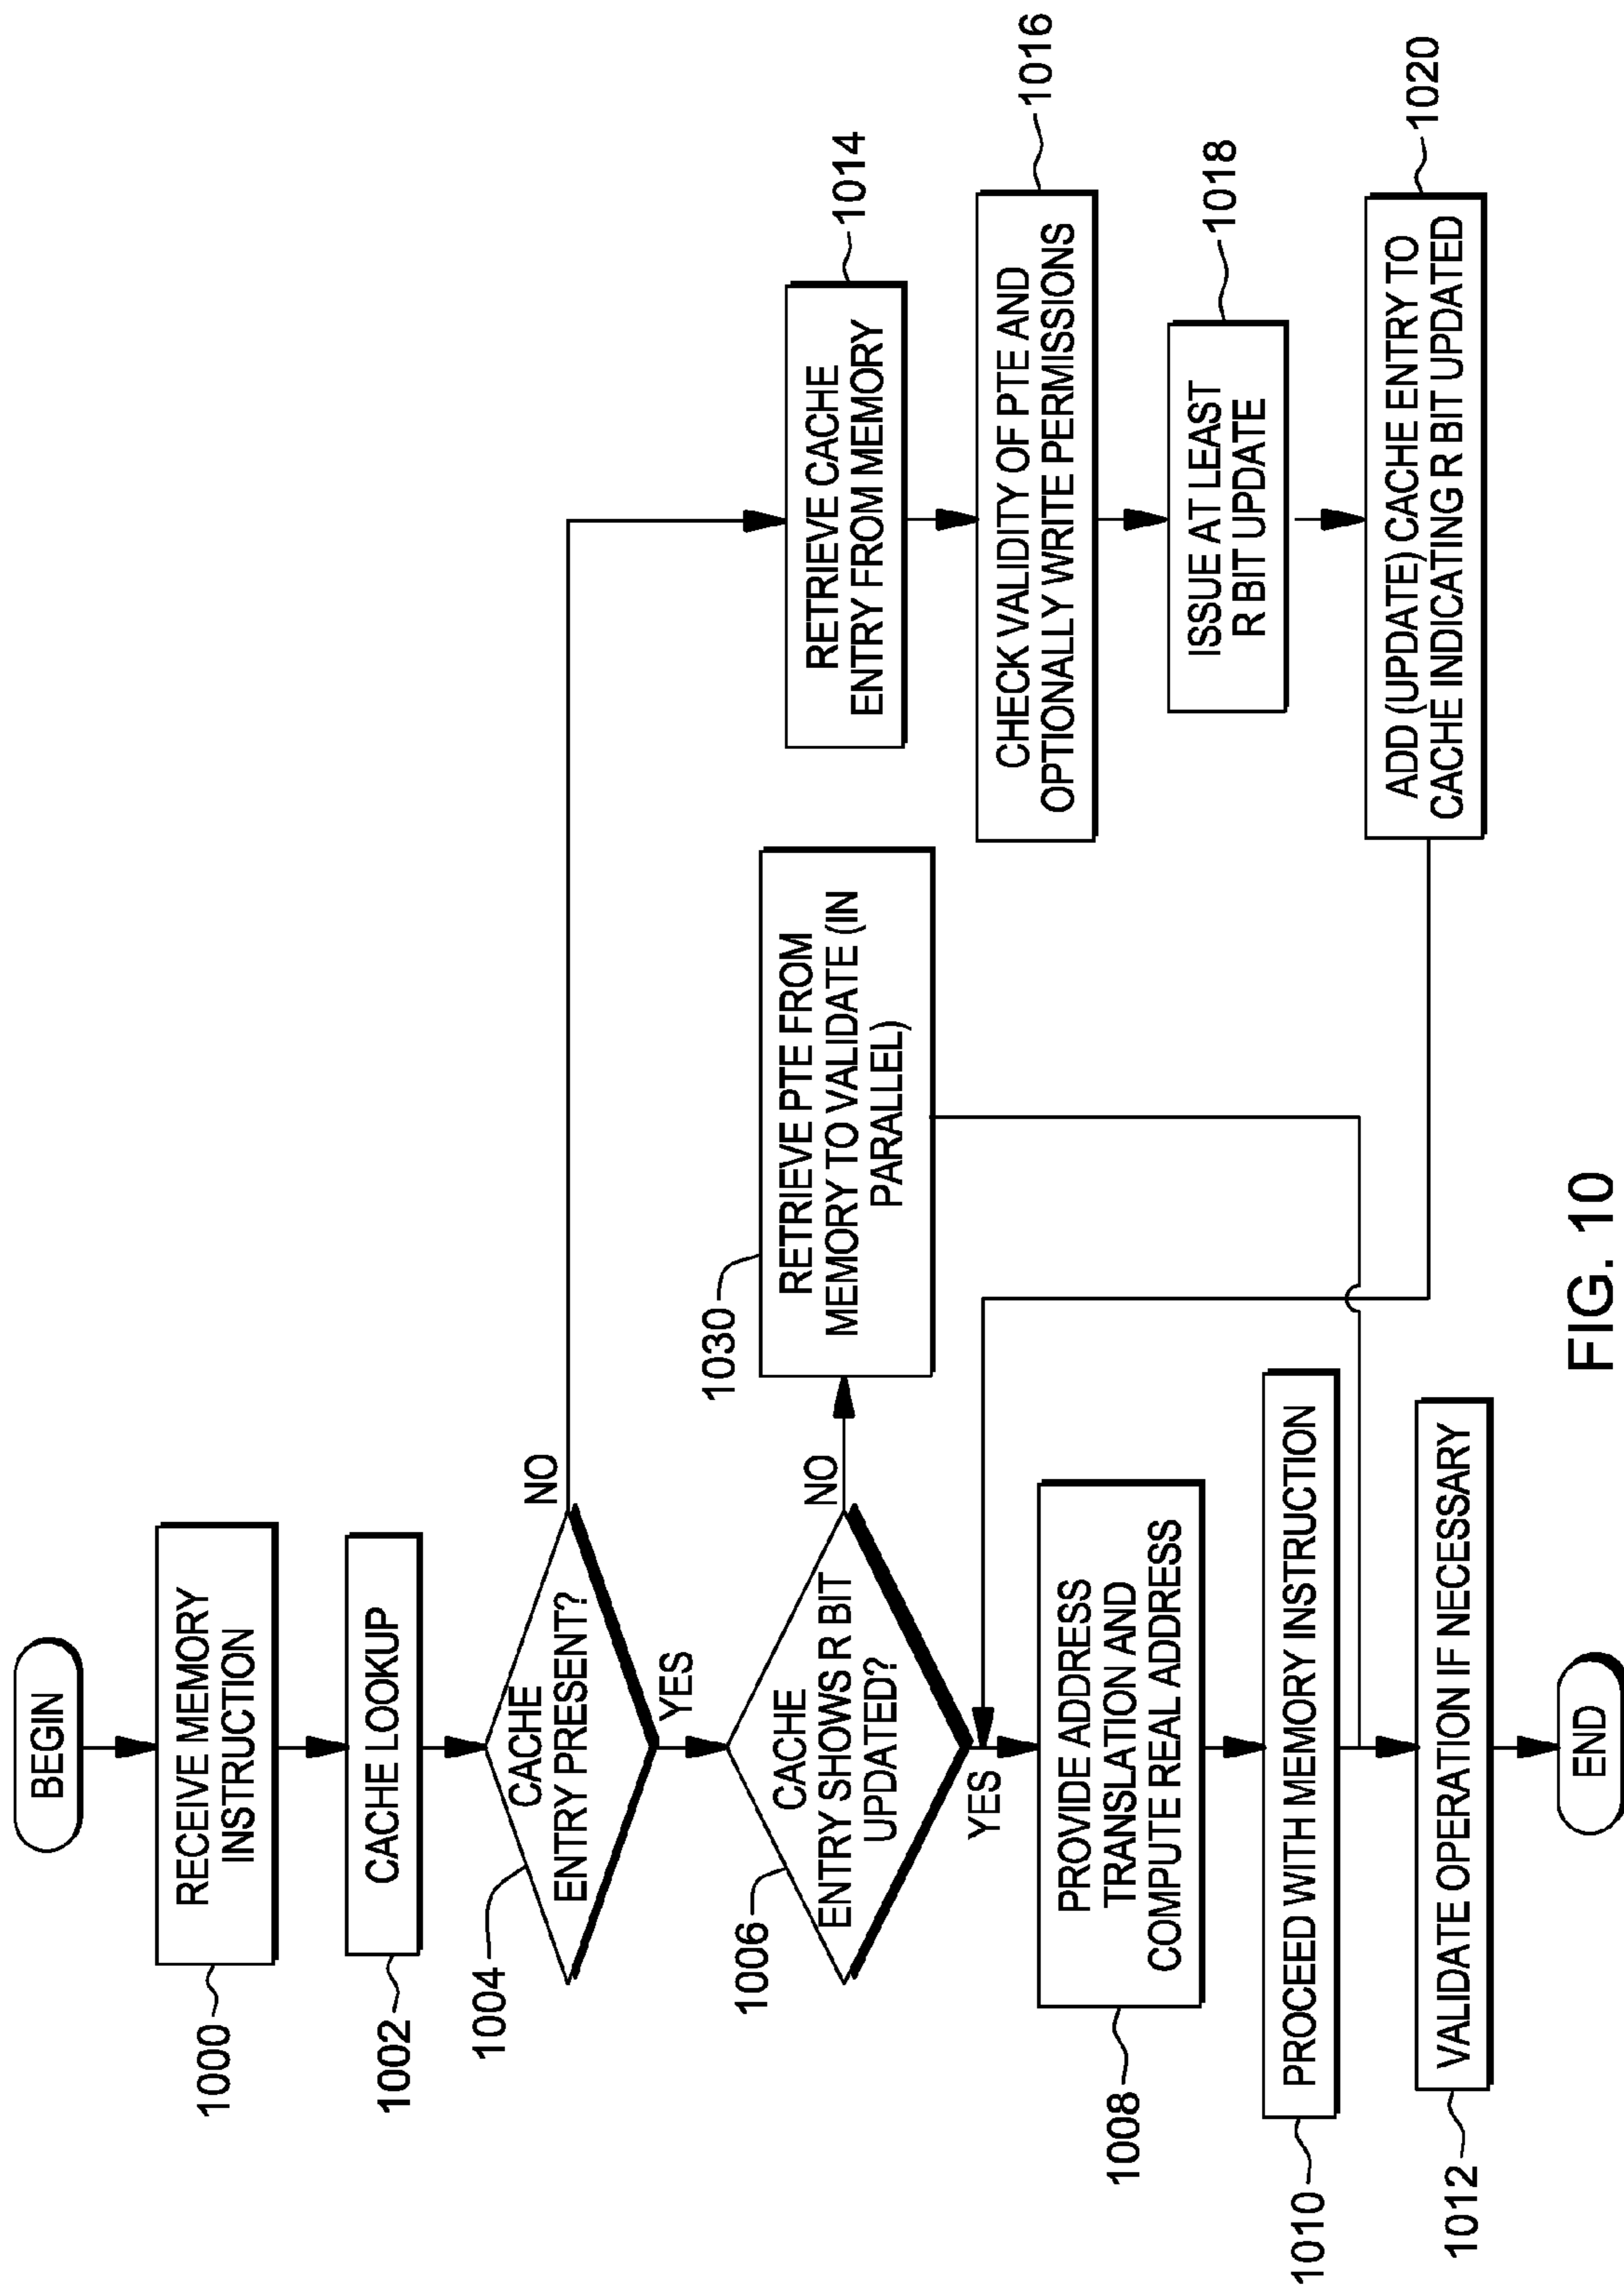 BEGIN
RECEIVE MEMORY
INSTRUCTION
1000
CACHE LOOKUP
1002
CACHE
ENTRY PRESENT?
1004
NO
YES
CACHE
ENTRY SHOWS R BIT
UPDATED?
1006
NO
YES
1030
RETRIEVE PTE FROM
MEMORY TO VALIDATE (IN
PARALLEL)
RETRIEVE CACHE
ENTRY FROM MEMORY
1014
CHECK VALIDITY OF PTE AND
OPTIONALLY WRITE PERMISSIONS
1016
ISSUE AT LEAST
R BIT UPDATE
1018
ADD (UPDATE) CACHE ENTRY TO
CACHE INDICATING R BIT UPDATED
1020
PROVIDE ADDRESS
TRANSLATION AND
COMPUTE REAL ADDRESS
1008
PROCEED WITH MEMORY INSTRUCTION
1010
VALIDATE OPERATION IF NECESSARY
1012
END
FIG. 10